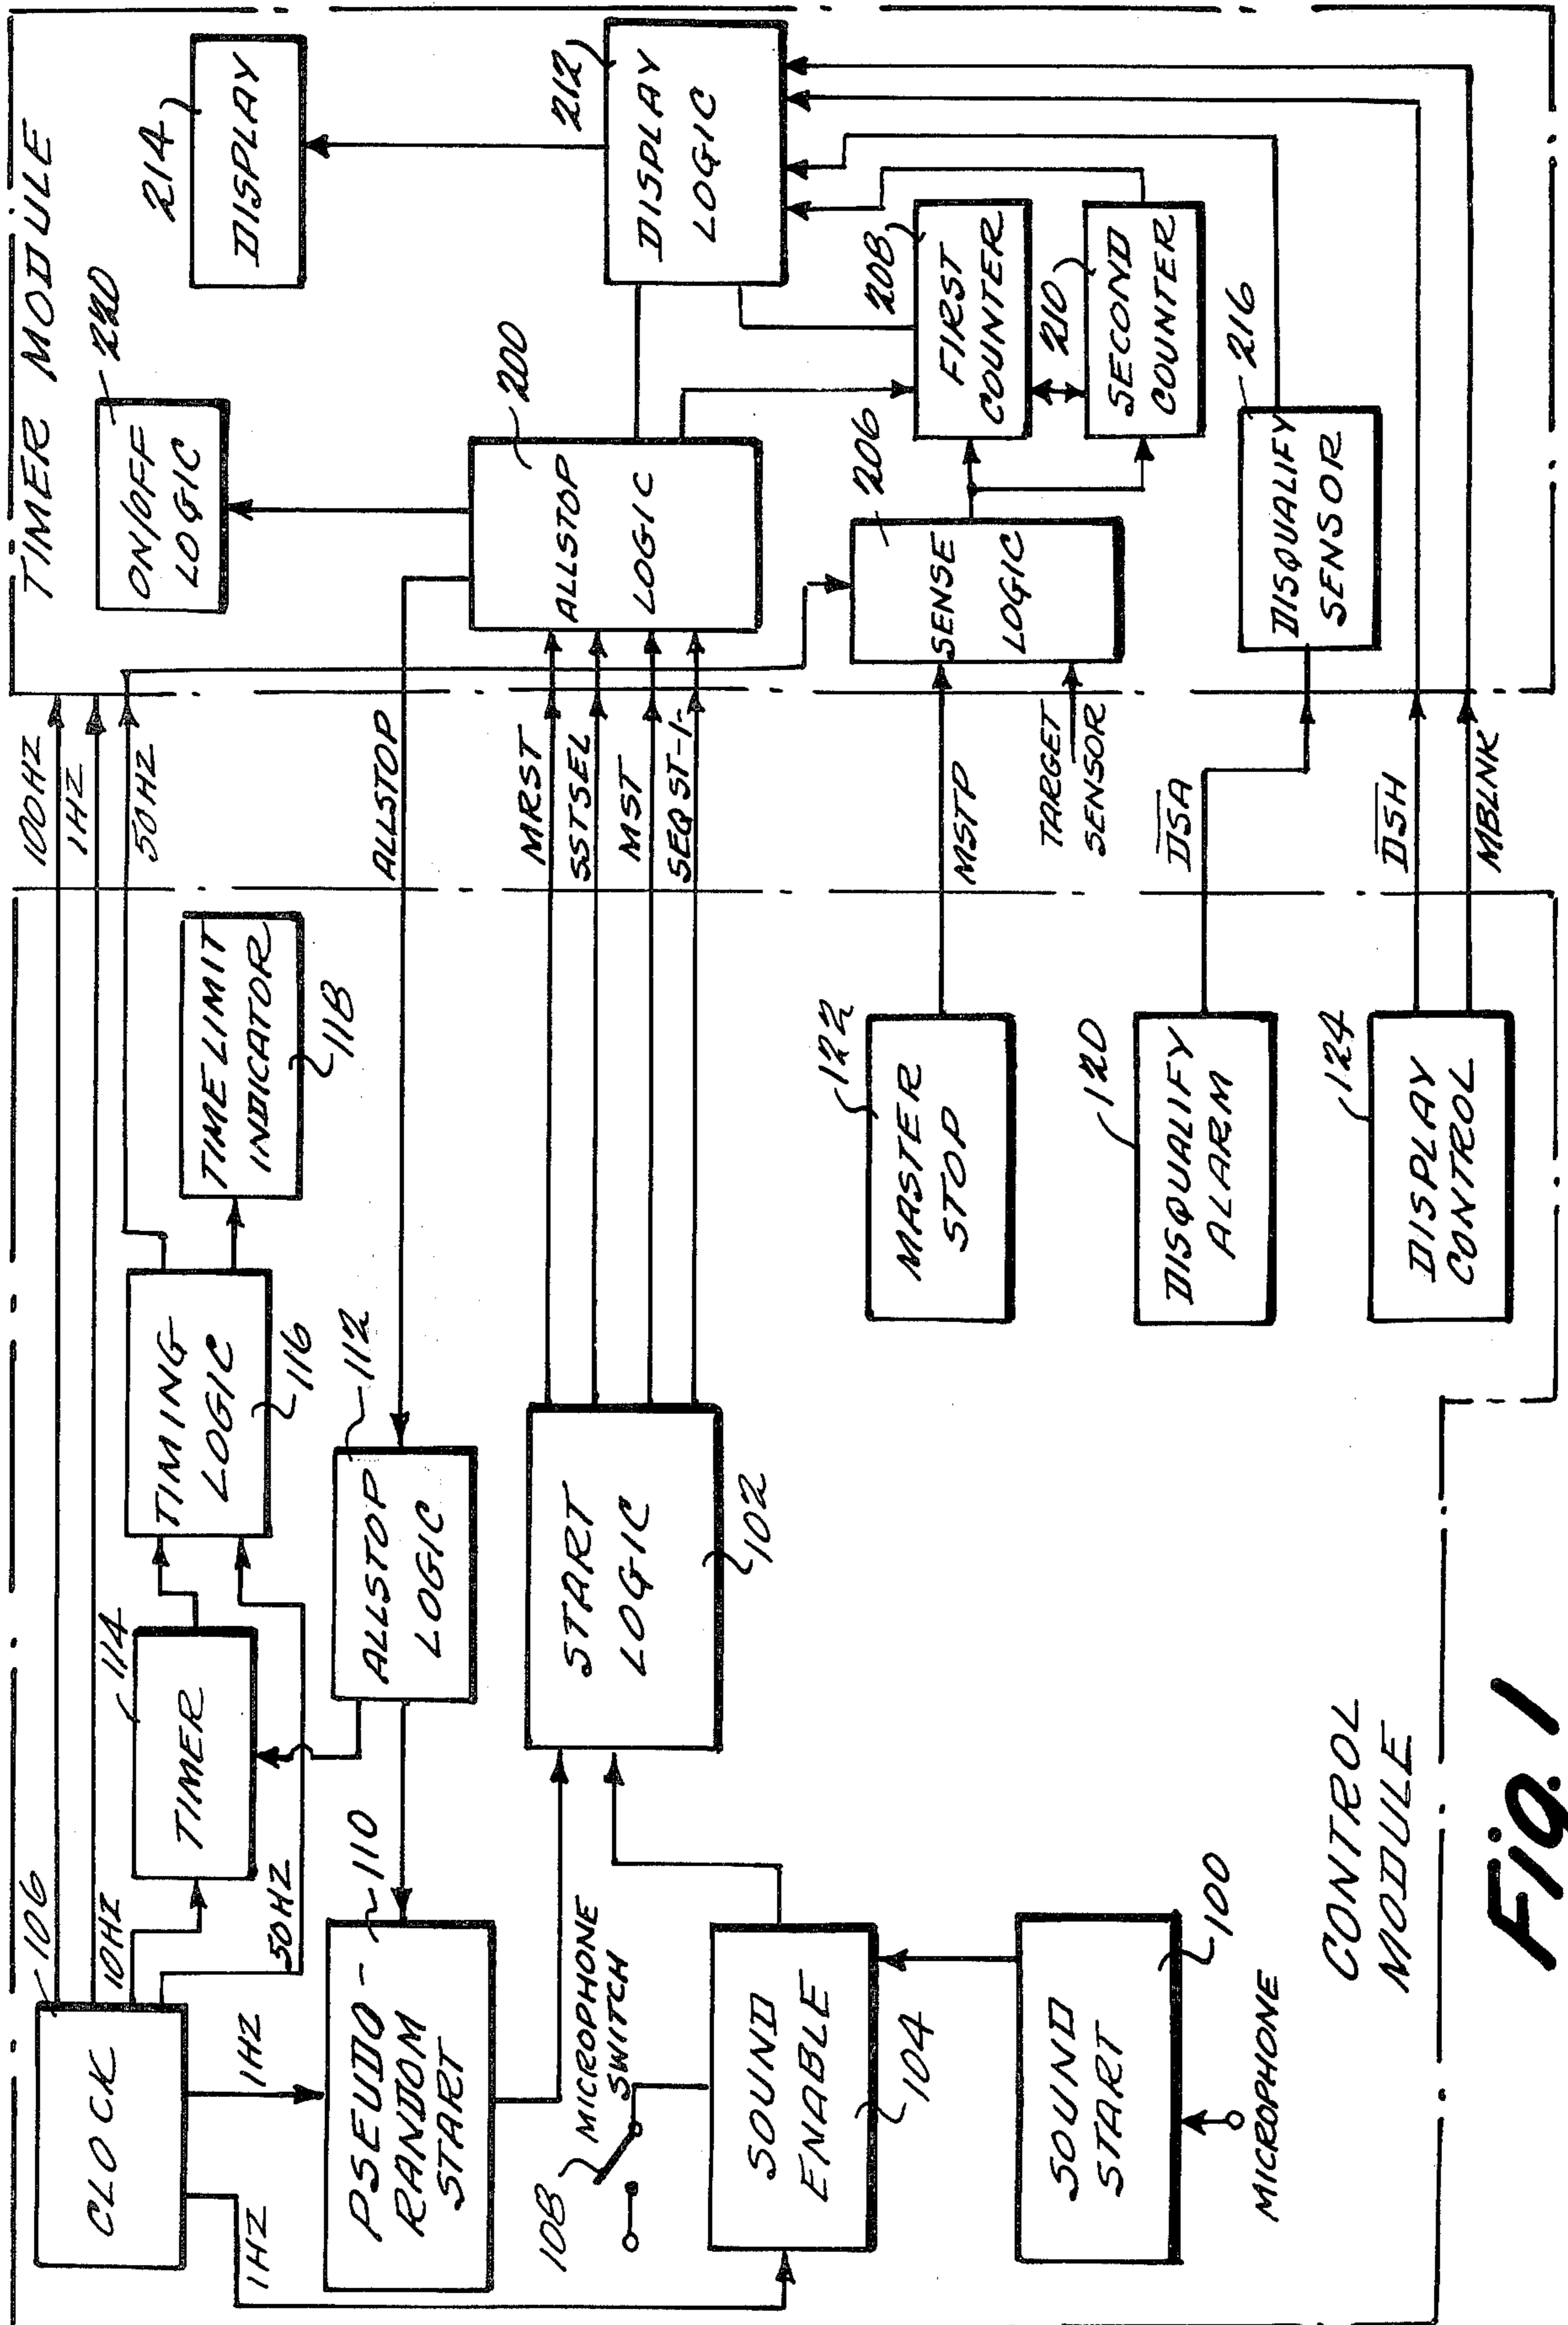 TIMER MODULE
214
DISPLAY
220
ON/OFF
LOGIC
212
DISPLAY
LOGIC
200
ALLSTOP
LOGIC
208
FIRST
COUNTER
210
SECOND
COUNTER
206
SENSE
LOGIC
216
DISQUALIFY
SENSOR
100HZ
1HZ
50HZ
ALLSTOP
MRST
SSTSEL
MST
SEQST-1
MSTP
TARGET
SENSOR
DSA
DSH
MBLNK
106
CLOCK
10HZ
50HZ
1HZ
1HZ
114
TIMER
TIMING
LOGIC
116
TIME LIMIT
INDICATOR
118
112
ALLSTOP
LOGIC
110
PSEUDO-
RANDOM
START
START
LOGIC
102
108
MICROPHONE
SWITCH
SOUND
ENABLE
104
SOUND
START
100
MICROPHONE
122
MASTER
STOP
120
DISQUALIFY
ALARM
124
DISPLAY
CONTROL
CONTROL
MODULE
Fig. 1